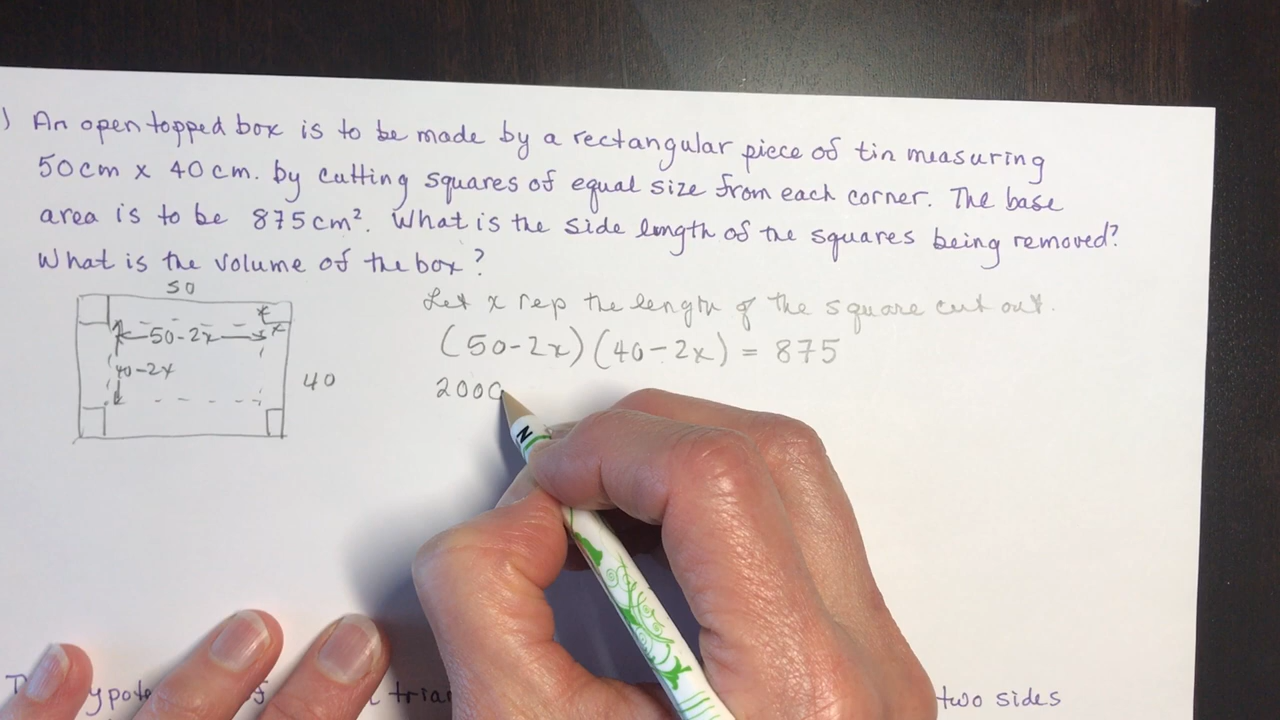 ) An open topped box is to be made by a rectangular piece of tin measuring
50cm x 40cm. by cutting squares of equal size from each corner. The base
area is to be 875cm². What is the side length of the squares being removed?
What is the volume of the box?
50
x
50-2x
x
40-2x
40
Let x rep the length of the square cut out.
(50-2x)(40-2x) = 875
2000
N
two sides